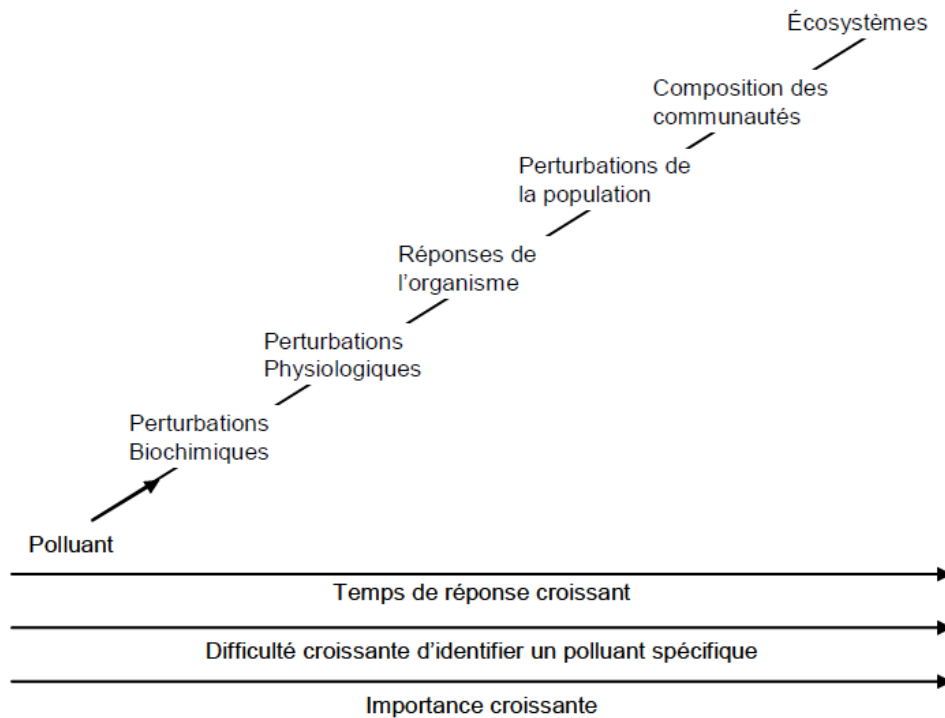 Écosystèmes
Composition des
communautés
Perturbations de
la population
Réponses de
l'organisme
Perturbations
Physiologiques
Perturbations
Biochimiques
Polluant
Temps de réponse croissant
Difficulté croissante d'identifier un polluant spécifique
Importance croissante